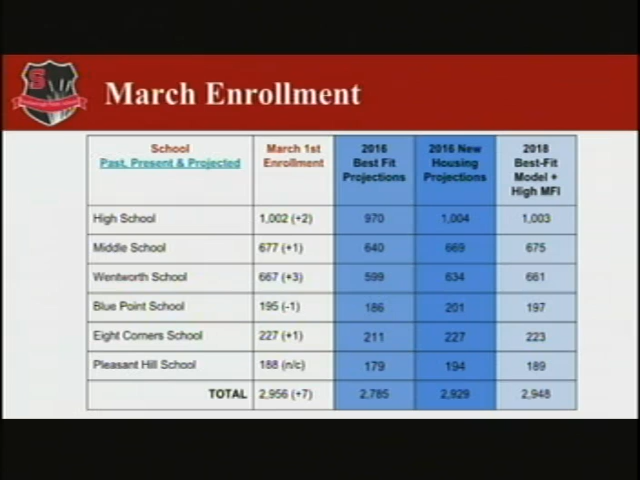 March Enrollment
School
Past, Present & Projected
March 1st
Enrollment
2016
Best Fit
Projections
2016 New
Housing
Projections
2018
Best-Fit
Model +
High MFI
High School 1,002 (+2) 970 1,004 1,003
Middle School 677 (+1) 640 669 675
Wentworth School 667 (+3) 599 634 661
Blue Point School 195 (-1) 186 201 197
Eight Corners School 227 (+1) 211 227 223
Pleasant Hill School 188 (n/c) 179 194 189
TOTAL 2,956 (+7) 2,785 2,929 2,948
S